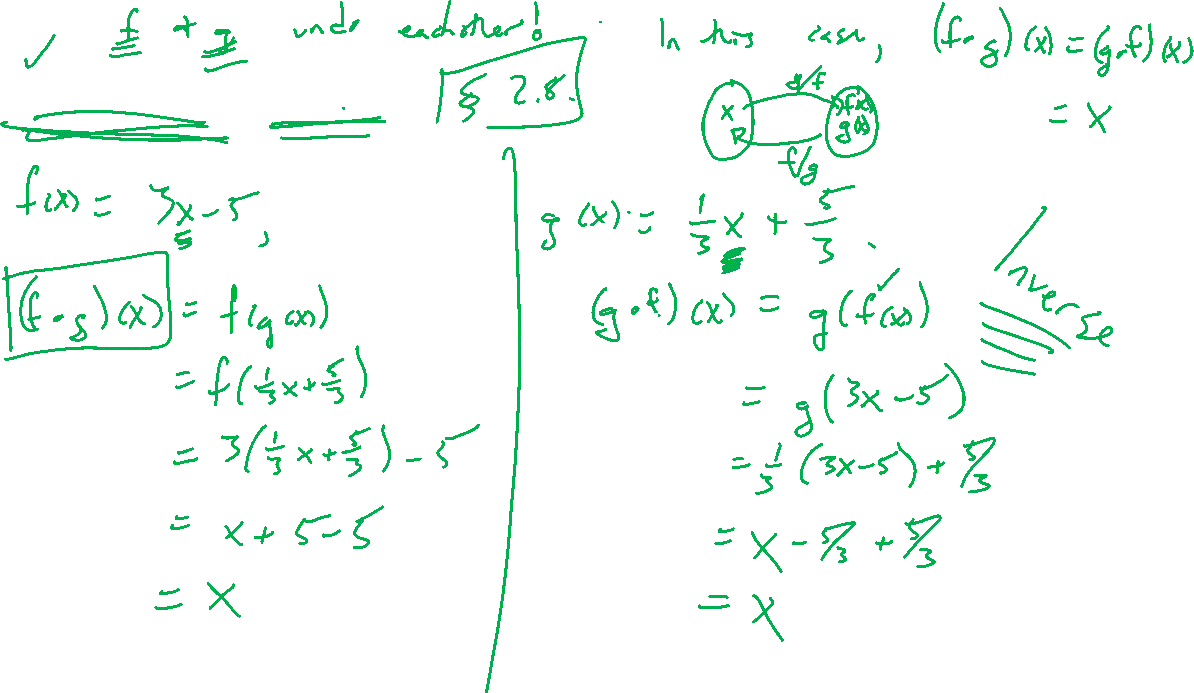 ✓ f + g undo eachother!
§ 2.8.
In this case, (f∘g)(x) = (g∘f)(x)
= x
g/f
x f(x)
g(x)
f/g
f(x) = 3x - 5,
(f∘g)(x) = f(g(x))
= f(1/3 x + 5/3)
= 3(1/3 x + 5/3) - 5
= x + 5 - 5
= x
g(x) = 1/3 x + 5/3.
(g∘f)(x) = g(f(x)) ✓
= g(3x - 5)
= 1/3 (3x - 5) + 5/3
= x - 5/3 + 5/3
= x
Inverse